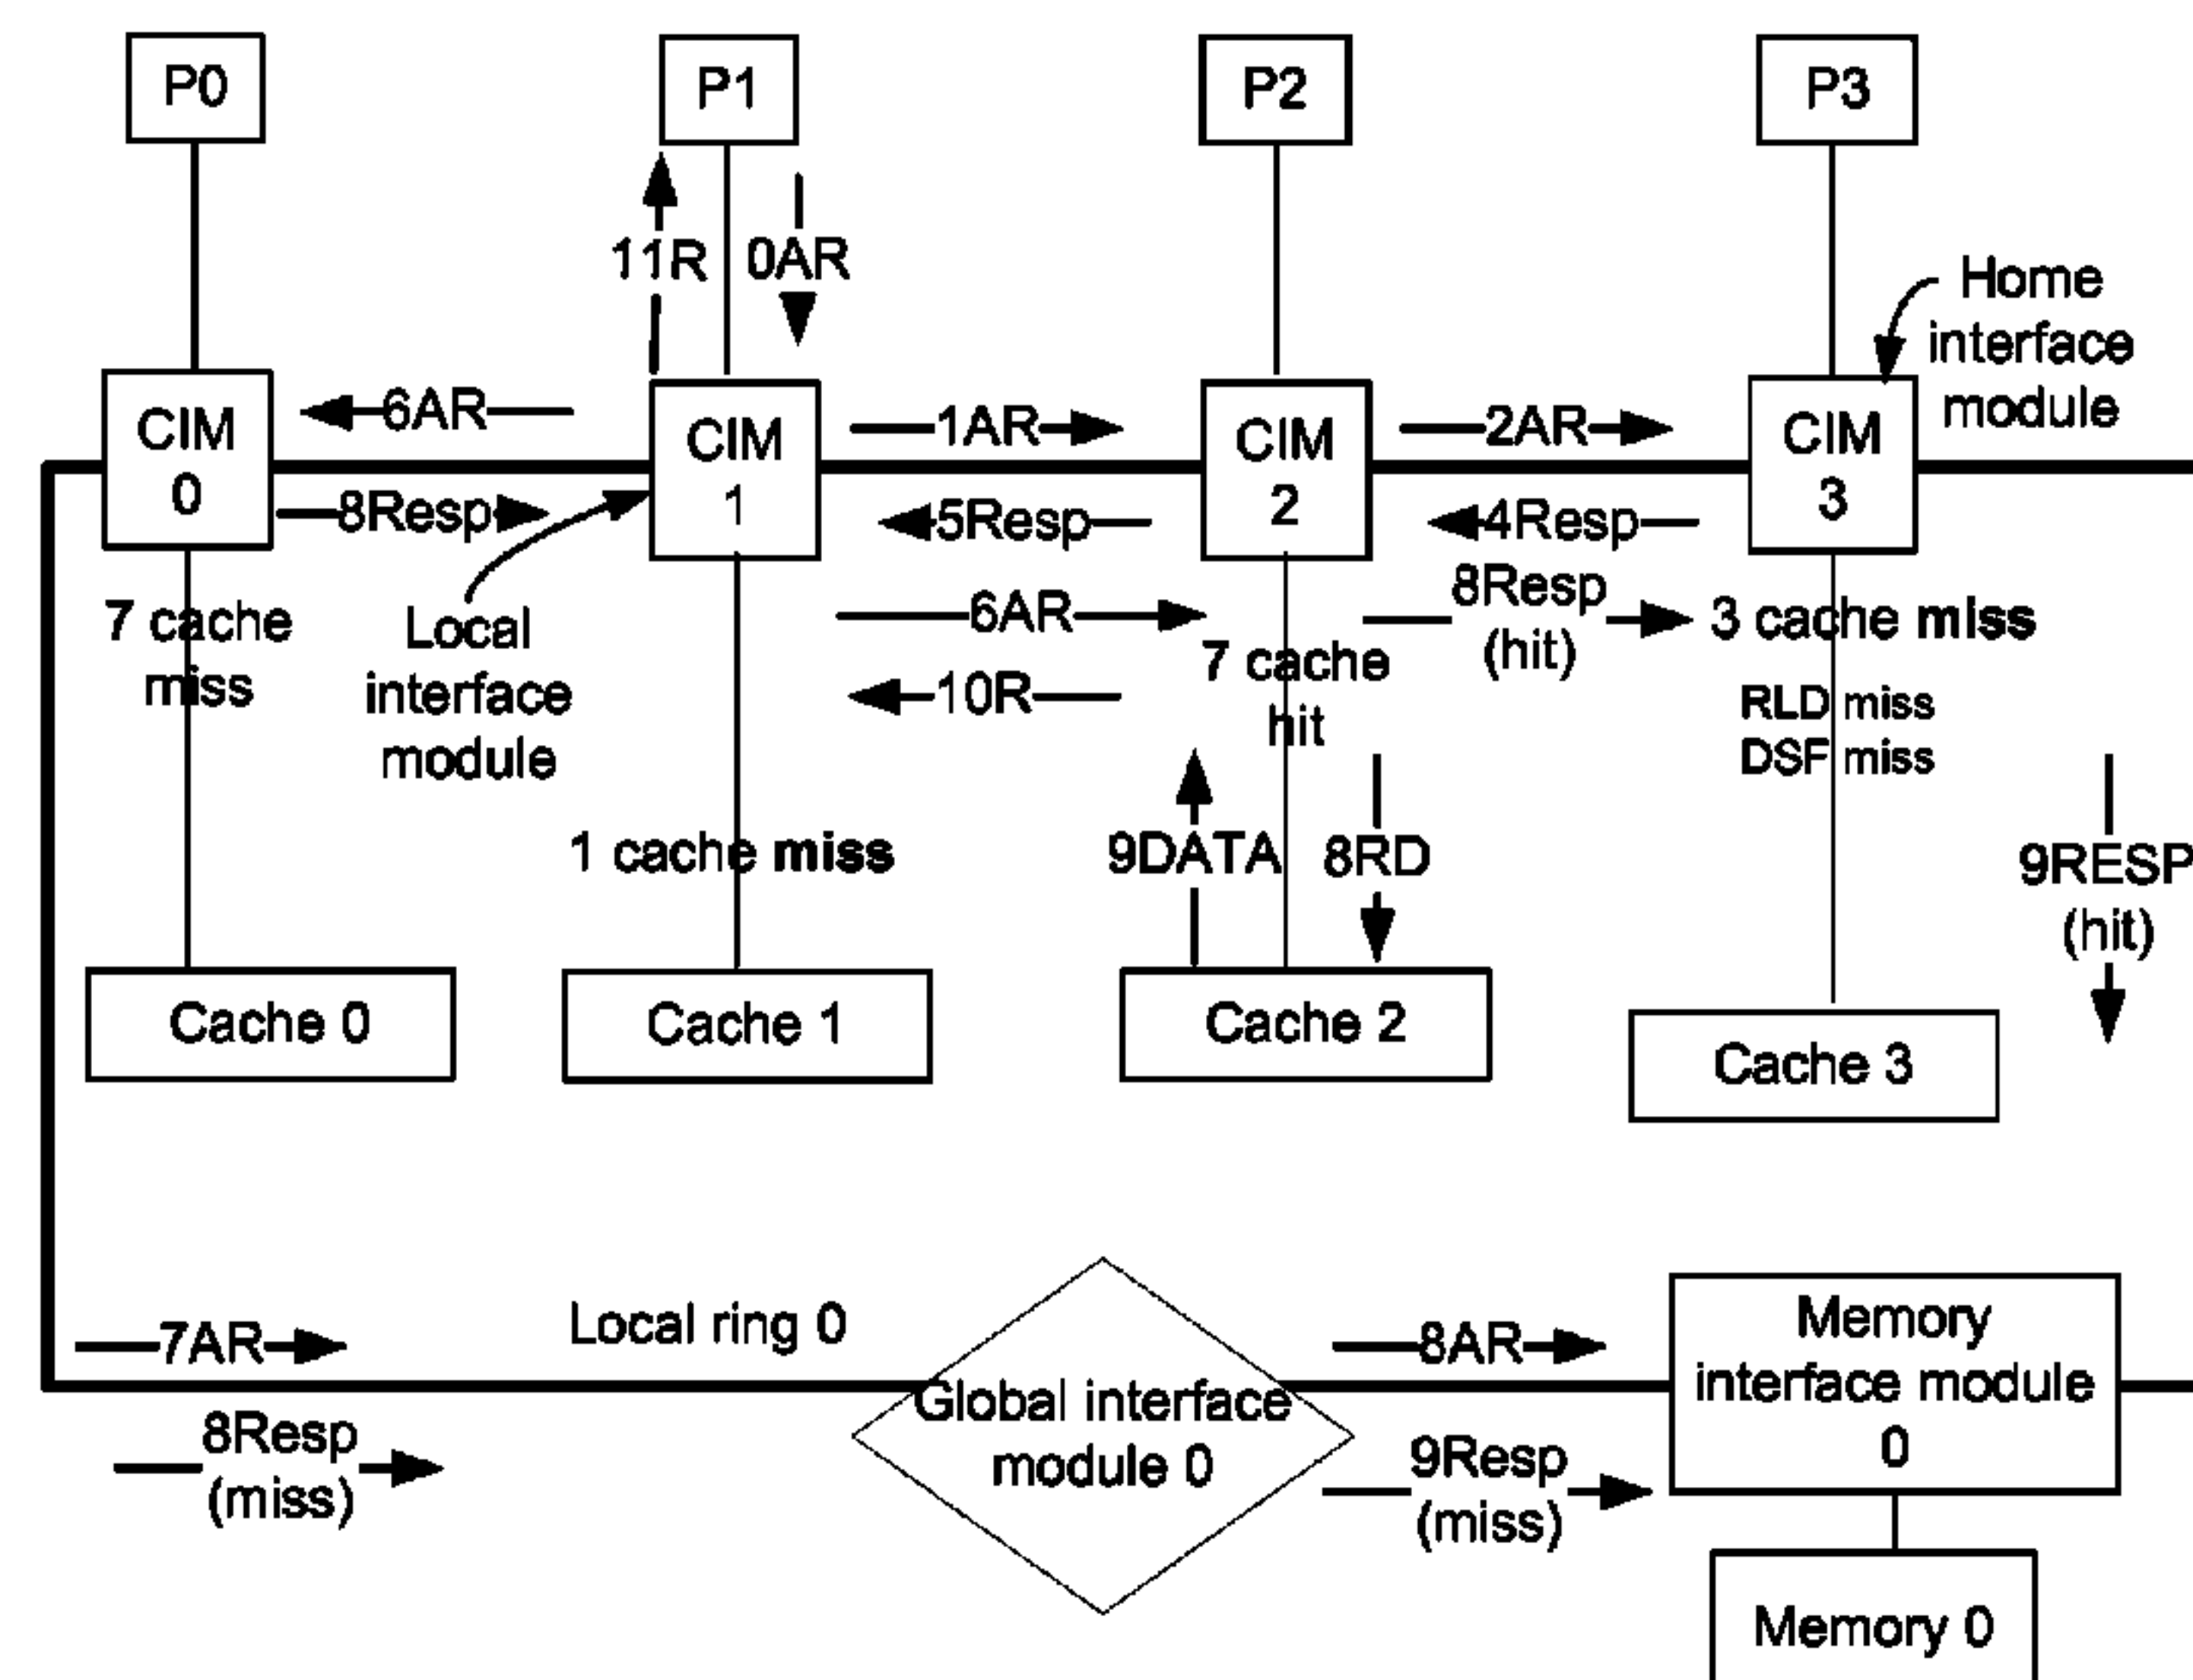 P0
P1
P2
P3
11R
0AR
Home
interface
module
CIM
0
6AR
CIM
1
1AR
CIM
2
2AR
CIM
3
8Resp
5Resp
4Resp
7 cache
miss
Local
interface
module
6AR
8Resp
(hit)
3 cache miss
10R
7 cache
hit
RLD miss
DSF miss
1 cache miss
9DATA
8RD
9RESP
(hit)
Cache 0
Cache 1
Cache 2
Cache 3
7AR
Local ring 0
8AR
Memory
interface module
0
Global interface
module 0
8Resp
(miss)
9Resp
(miss)
Memory 0